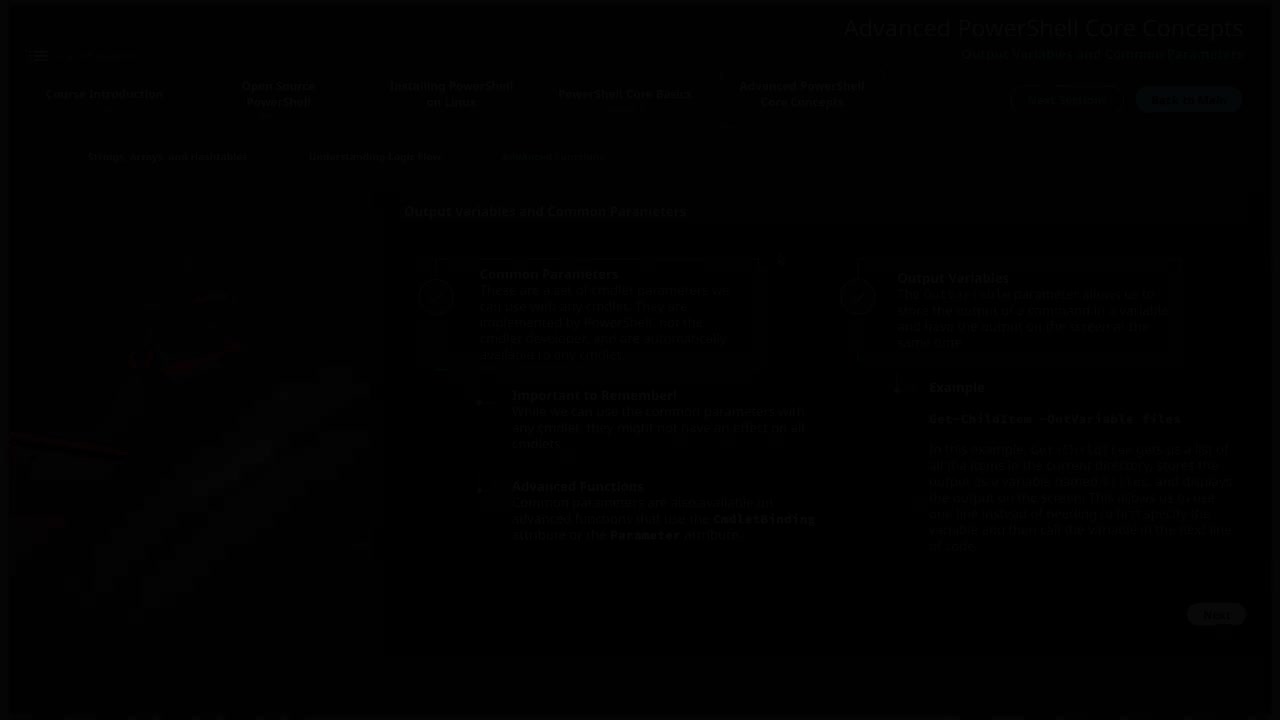 Advanced PowerShell Core Concepts
Output Variables and Common Parameters
Course Introduction
Open Source
PowerShell
Installing PowerShell
on Linux
PowerShell Core Basics
Advanced PowerShell
Core Concepts
Next Section
Back to Main
Strings, Arrays, and Hashtables
Understanding Logic Flow
Advanced Functions
Output Variables and Common Parameters
Common Parameters
These are a set of cmdlet parameters we
can use with any cmdlet. They are
implemented by PowerShell, not the
cmdlet developer, and are automatically
available to any cmdlet.
Important to Remember!
While we can use the common parameters with
any cmdlet, they might not have an effect on all
cmdlets.
Advanced Functions
Common parameters are also available for
advanced functions that use the CmdletBinding
attribute or the Parameter attribute.
Output Variables
The OutVariable parameter allows us to
store the output of a command in a variable
and view the output on the screen at the
same time.
Example
Get-ChildItem -OutVariable files
In this example, Get-ChildItem gets us a list of
all the items in the current directory, stores the
output as a variable named files, and displays
the output on the screen. This allows us to use
one line instead of needing to first specify the
variable and then call the variable in the next line
of code.
Next